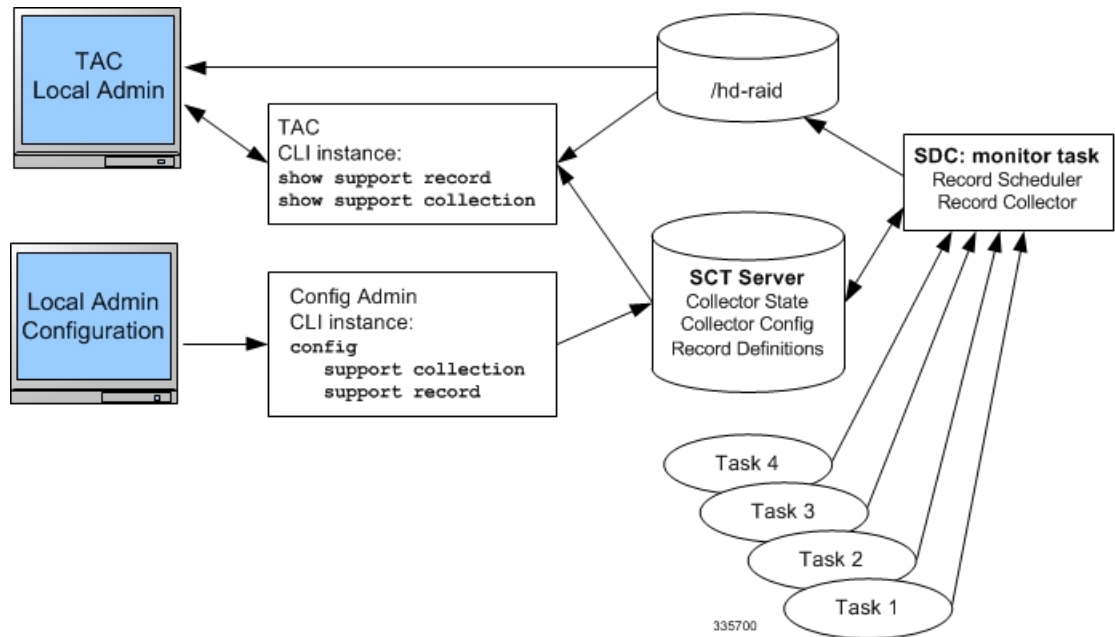 TAC
Local Admin
/hd-raid
TAC
CLI instance:
show support record
show support collection
SDC: monitor task
Record Scheduler
Record Collector
Local Admin
Configuration
Config Admin
CLI instance:
config
support collection
support record
SCT Server
Collector State
Collector Config
Record Definitions
Task 4
Task 3
Task 2
Task 1
335700